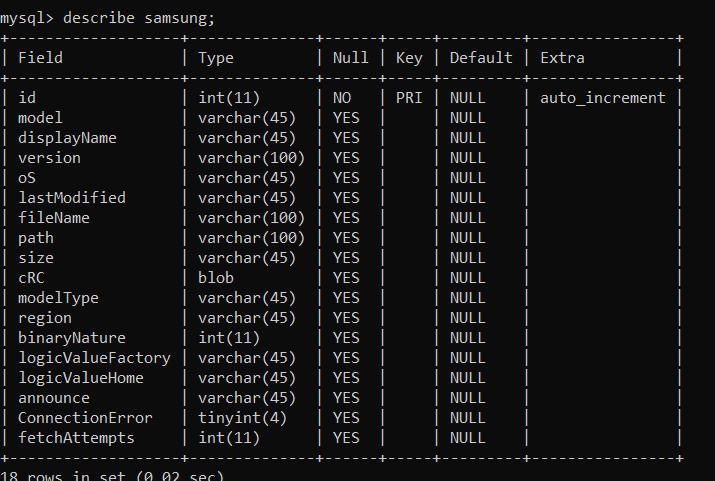 mysql> describe samsung;
+-------------------+--------------+------+-----+---------+----------------+
| Field             | Type         | Null | Key | Default | Extra          |
+-------------------+--------------+------+-----+---------+----------------+
| id                | int(11)      | NO   | PRI | NULL    | auto_increment |
| model             | varchar(45)  | YES  |     | NULL    |                |
| displayName       | varchar(45)  | YES  |     | NULL    |                |
| version           | varchar(100) | YES  |     | NULL    |                |
| oS                | varchar(45)  | YES  |     | NULL    |                |
| lastModified      | varchar(45)  | YES  |     | NULL    |                |
| fileName          | varchar(100) | YES  |     | NULL    |                |
| path              | varchar(100) | YES  |     | NULL    |                |
| size              | varchar(45)  | YES  |     | NULL    |                |
| cRC               | blob         | YES  |     | NULL    |                |
| modelType         | varchar(45)  | YES  |     | NULL    |                |
| region            | varchar(45)  | YES  |     | NULL    |                |
| binaryNature      | int(11)      | YES  |     | NULL    |                |
| logicValueFactory | varchar(45)  | YES  |     | NULL    |                |
| logicValueHome    | varchar(45)  | YES  |     | NULL    |                |
| announce          | varchar(45)  | YES  |     | NULL    |                |
| ConnectionError   | tinyint(4)   | YES  |     | NULL    |                |
| fetchAttempts     | int(11)      | YES  |     | NULL    |                |
+-------------------+--------------+------+-----+---------+----------------+
18 rows in set (0.02 sec)